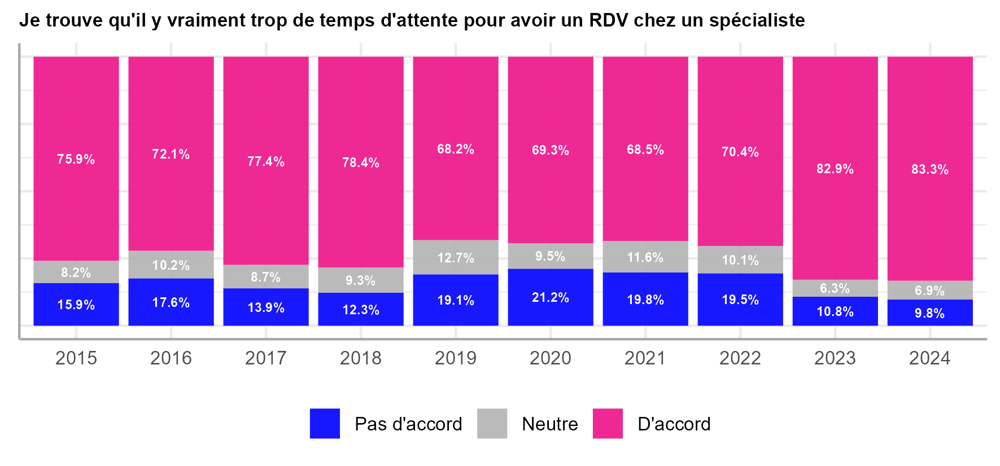 Je trouve qu'il y vraiment trop de temps d'attente pour avoir un RDV chez un spécialiste
75.9% 72.1% 77.4% 78.4% 68.2% 69.3% 68.5% 70.4% 82.9% 83.3%
8.2% 10.2% 8.7% 9.3% 12.7% 9.5% 11.6% 10.1% 6.3% 6.9%
15.9% 17.6% 13.9% 12.3% 19.1% 21.2% 19.8% 19.5% 10.8% 9.8%
2015 2016 2017 2018 2019 2020 2021 2022 2023 2024
Pas d'accord Neutre D'accord